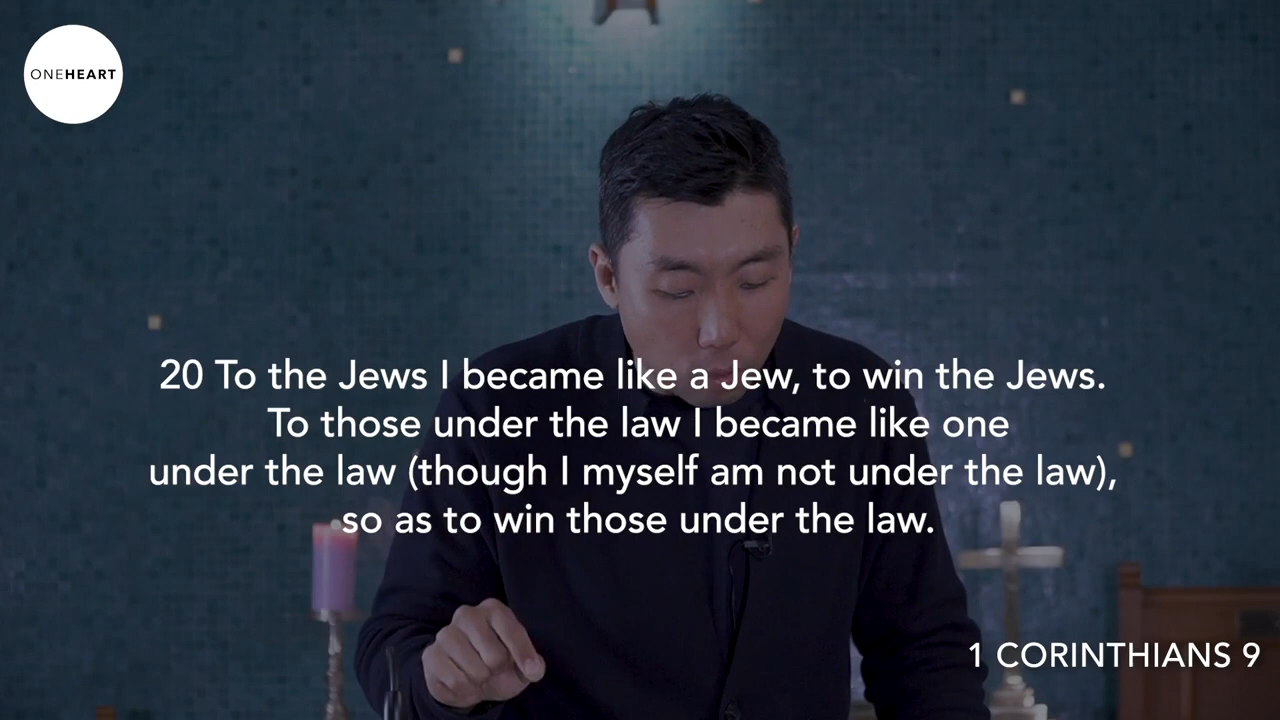 ONEHEART
20 To the Jews I became like a Jew, to win the Jews.
To those under the law I became like one
under the law (though I myself am not under the law),
so as to win those under the law.
1 CORINTHIANS 9